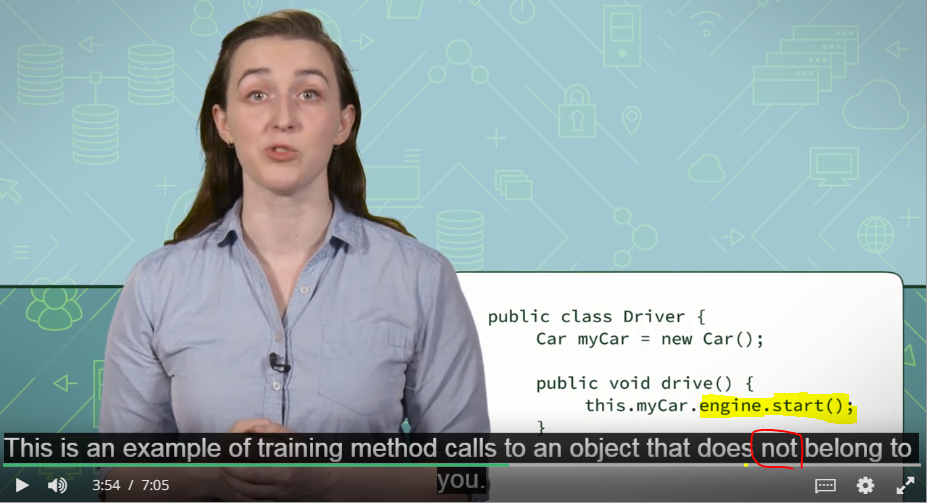 public class Driver {
Car myCar = new Car();
public void drive() {
this.myCar.engine.start();
}
This is an example of training method calls to an object that does not belong to
you.
3:54 / 7:05